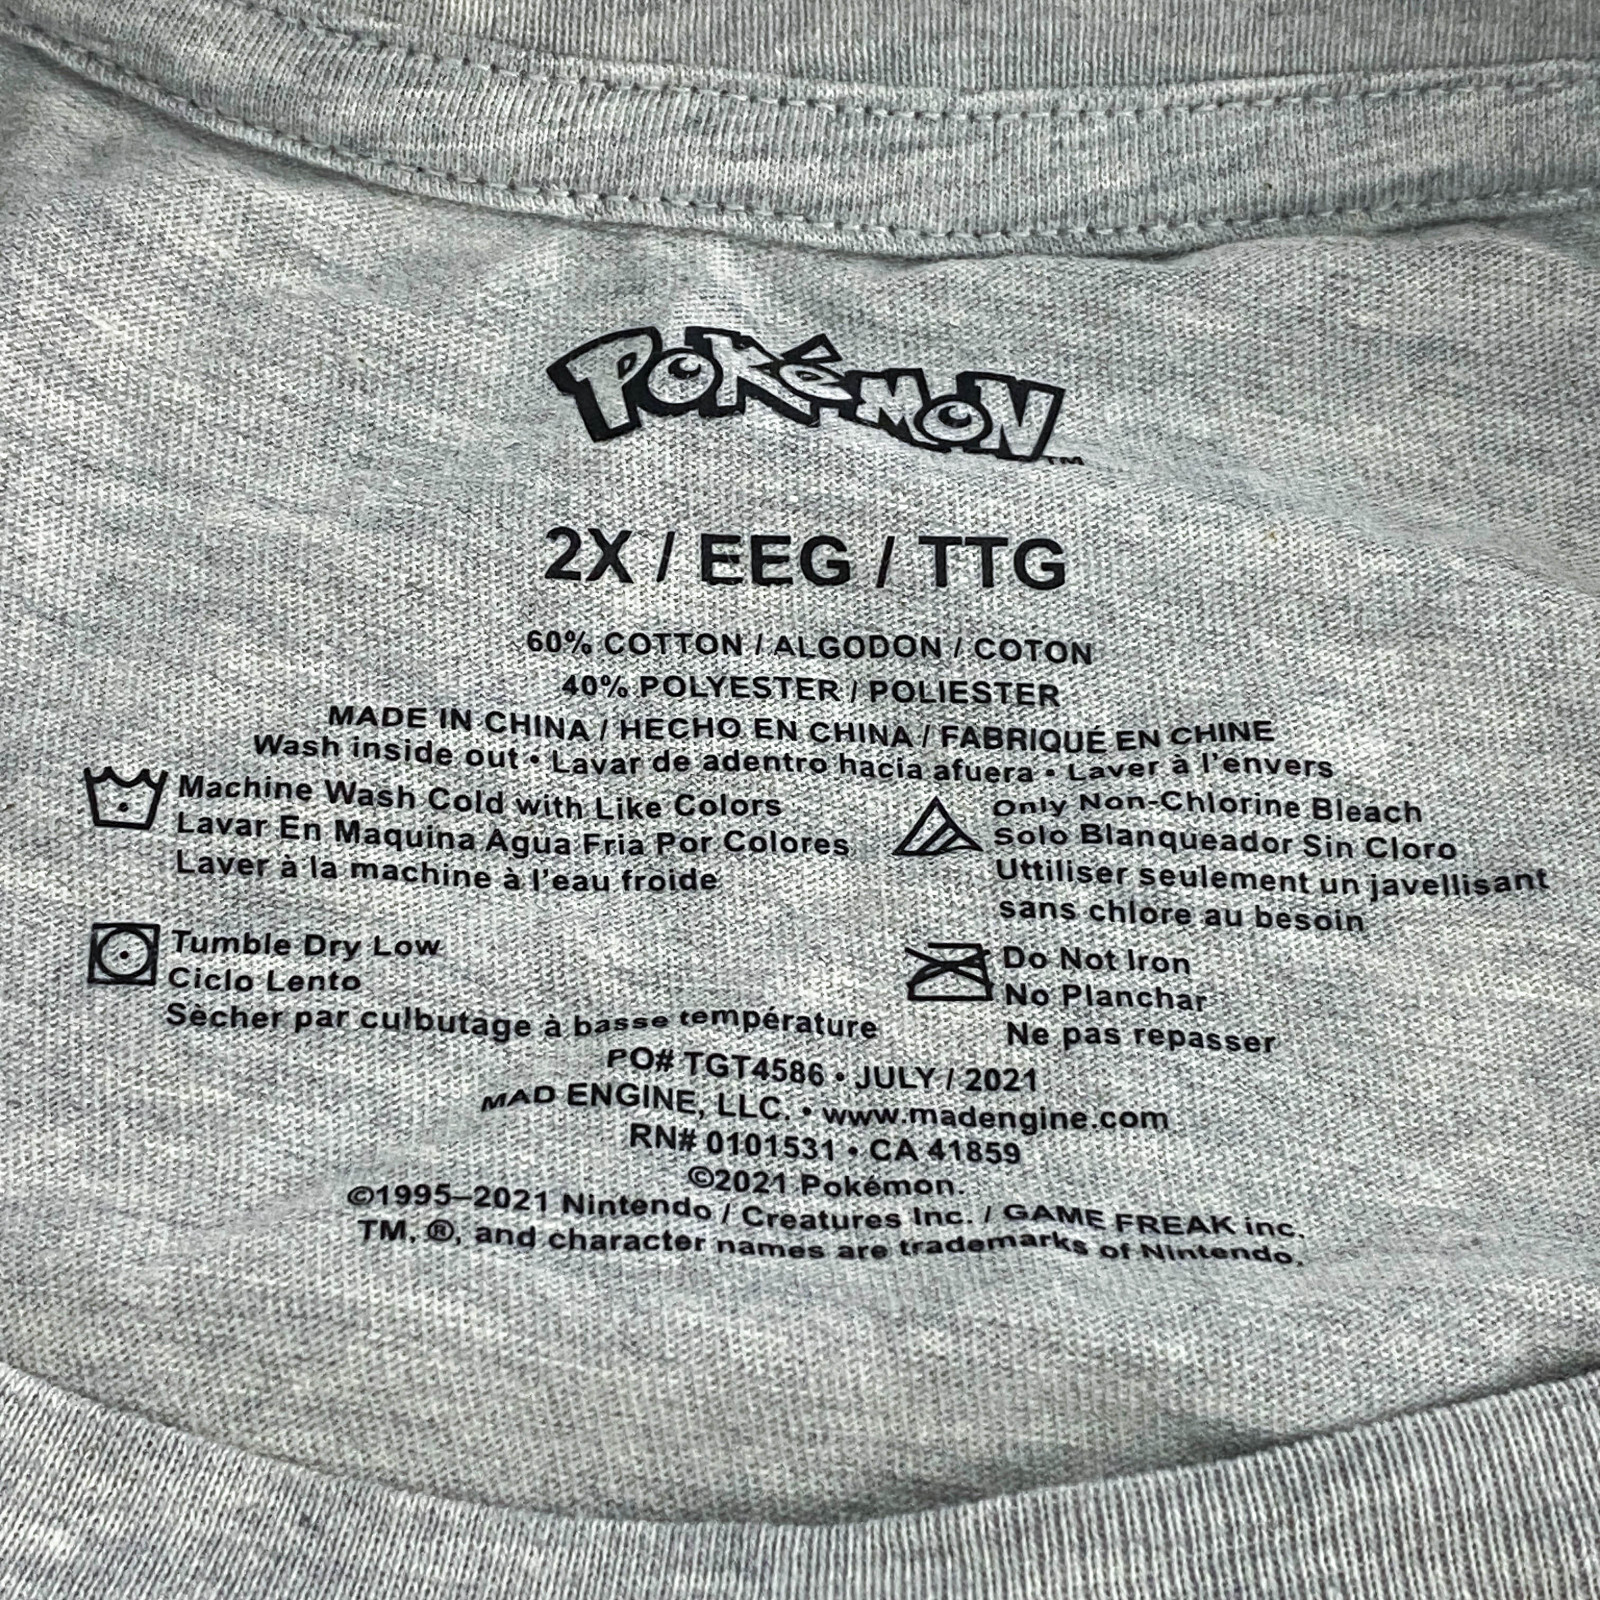 POKéMON™
2X / EEG / TTG
60% COTTON / ALGODON / COTON
40% POLYESTER / POLIESTER
MADE IN CHINA / HECHO EN CHINA / FABRIQUÉ EN CHINE
Wash inside out • Lavar de adentro hacia afuera • Laver à l'envers
Machine Wash Cold with Like Colors
Lavar En Maquina Agua Fria Por Colores
Laver à la machine à l'eau froide
Only Non-Chlorine Bleach
Solo Blanqueador Sin Cloro
Uttiliser seulement un javellisant
sans chlore au besoin
Tumble Dry Low
Ciclo Lento
Sècher par culbutage à basse température
Do Not Iron
No Planchar
Ne pas repasser
PO# TGT4586 • JULY / 2021
MAD ENGINE, LLC. • www.madengine.com
RN# 0101531 • CA 41859
©2021 Pokémon.
©1995–2021 Nintendo / Creatures Inc. / GAME FREAK inc.
TM, ®, and character names are trademarks of Nintendo.